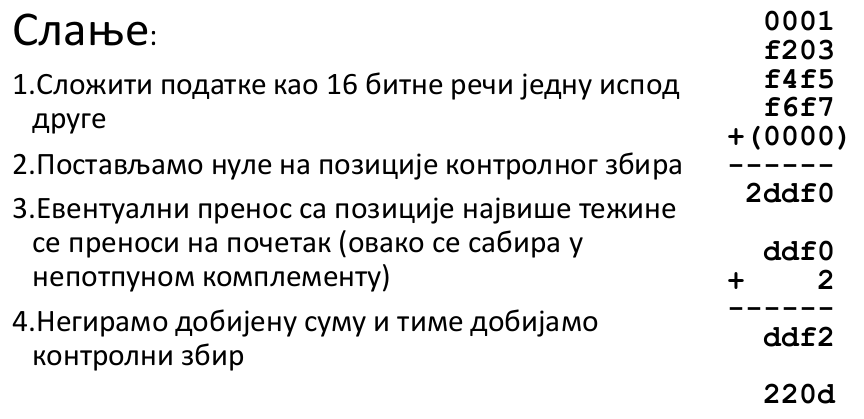 Слање:
1.Сложити податке као 16 битне речи једну испод
друге
2.Постављамо нуле на позиције контролног збира
3.Евентуални пренос са позиције највише тежине
се преноси на почетак (овако се сабира у
непотпуном комплементу)
4.Негирамо добијену суму и тиме добијамо
контролни збир
0001
f203
f4f5
f6f7
+(0000)
------
2ddf0
ddf0
+    2
------
ddf2
220d